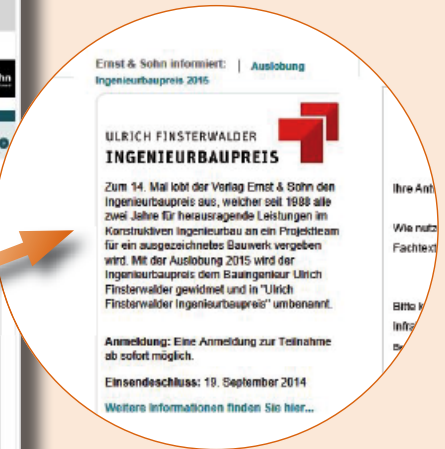 Ernst & Sohn informiert: | Auslobung
Ingenieurbaupreis 2015
ULRICH FINSTERWALDER
INGENIEURBAUPREIS
Zum 14. Mal lobt der Verlag Ernst & Sohn den
Ingenieurbaupreis aus, welcher seit 1988 alle
zwei Jahre für herausragende Leistungen im
Konstruktiven Ingenieurbau an ein Projektteam
für ein ausgezeichnetes Bauwerk vergeben
wird. Mit der Auslobung 2015 wird der
Ingenieurbaupreis dem Bauingenieur Ulrich
Finsterwalder gewidmet und in "Ulrich
Finsterwalder Ingenieurbaupreis" umbenannt.
Anmeldung: Eine Anmeldung zur Teilnahme
ab sofort möglich.
Einsendeschluss: 19. September 2014
Weitere Informationen finden Sie hier...
Ihre Anh
Wie nutz
Fachtext
Bitte k
Infra